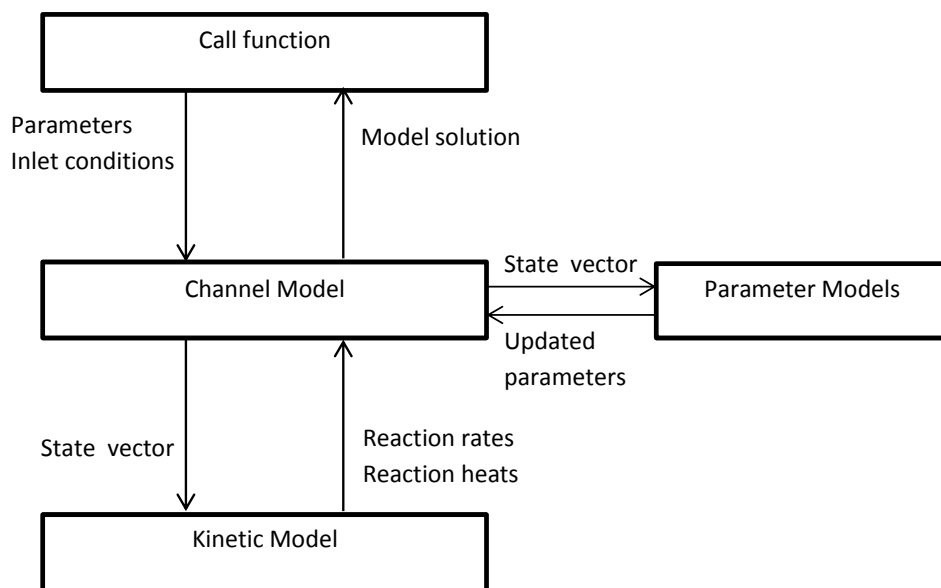 Call function
Parameters
Inlet conditions
Model solution
Channel Model
State  vector
Parameter Models
Updated
parameters
State  vector
Reaction rates
Reaction heats
Kinetic Model